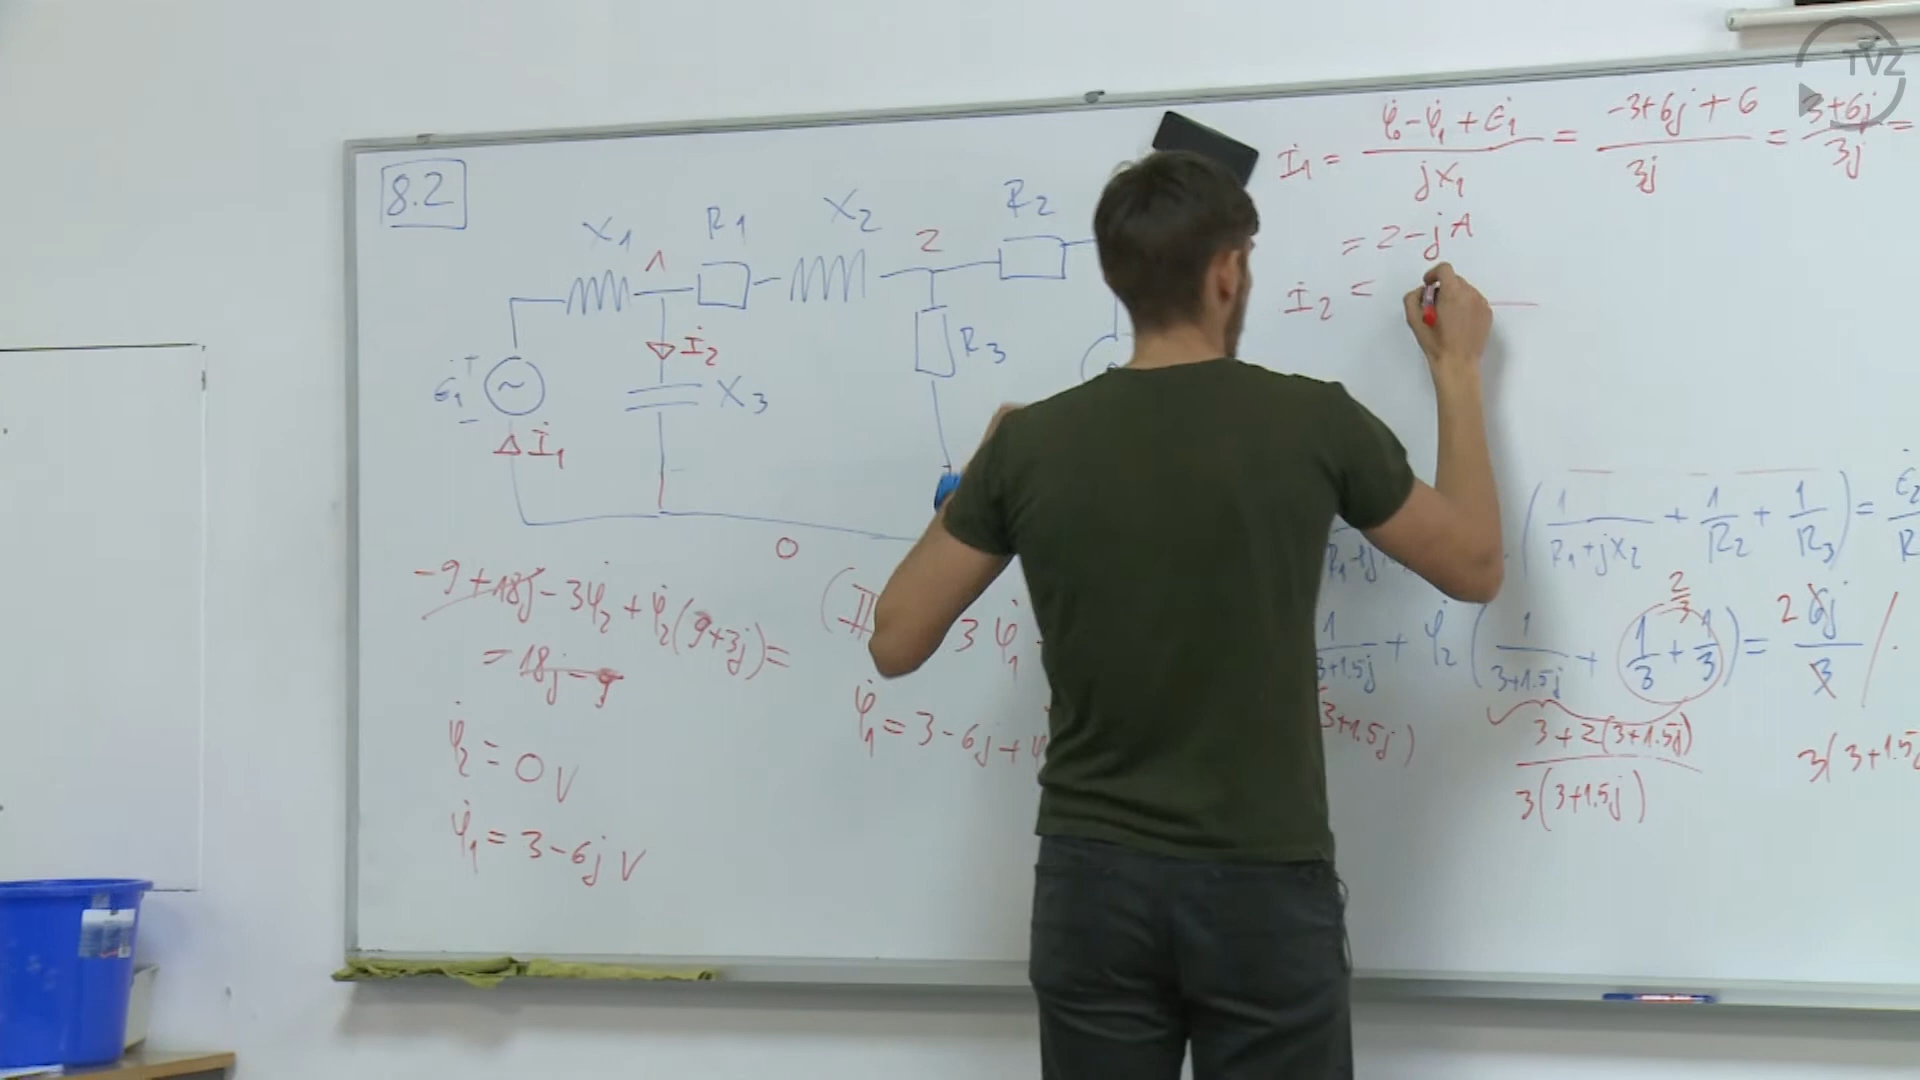 TVZ
8.2
X1 1 R1 X2 2 R2
R3
X3
İ2
Ė1 + −
İ1
0
İ1 = (φ̇0 − φ̇1 + Ė1) / (jX1) = (−3+6j+6) / (3j) = (3+6j) / (3j) =
= 2−j A
İ2 =
(1/(R1+jX2) + 1/R2 + 1/R3) = Ė2/R
1/(3+1.5j) + φ̇2 (1/(3+1.5j) + 1/3 + 1/3) = 2 6j/3 / ·
2/3
3+1.5j)
(3+2(3+1.5j)) / (3(3+1.5j))
3(3+1.5j
−9+18j−3φ̇2+φ̇2(9+3j)=
=18j−9
φ̇2 = 0 V
φ̇1 = 3−6j V
(II 3 φ̇1
φ̇1 = 3−6j+